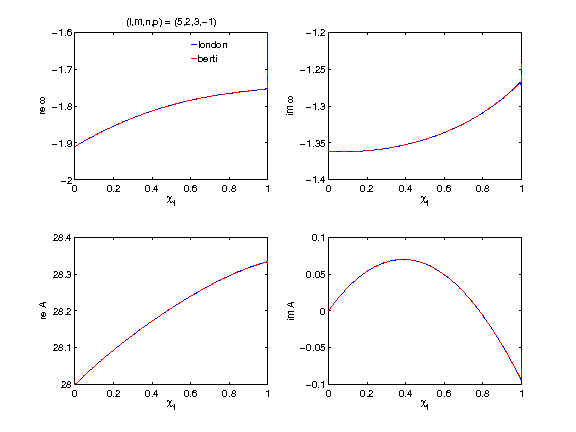 (l,m,n,p) = (5,2,3,−1)
−1.6
−1.7
−1.8
−1.9
−2
re ω
london
berti
0 0.2 0.4 0.6 0.8 1
χf
−1.2
−1.25
−1.3
−1.35
−1.4
im ω
0 0.2 0.4 0.6 0.8 1
χf
28.4
28.3
28.2
28.1
28
re A
0 0.2 0.4 0.6 0.8 1
χf
0.1
0.05
0
−0.05
−0.1
im A
0 0.2 0.4 0.6 0.8 1
χf